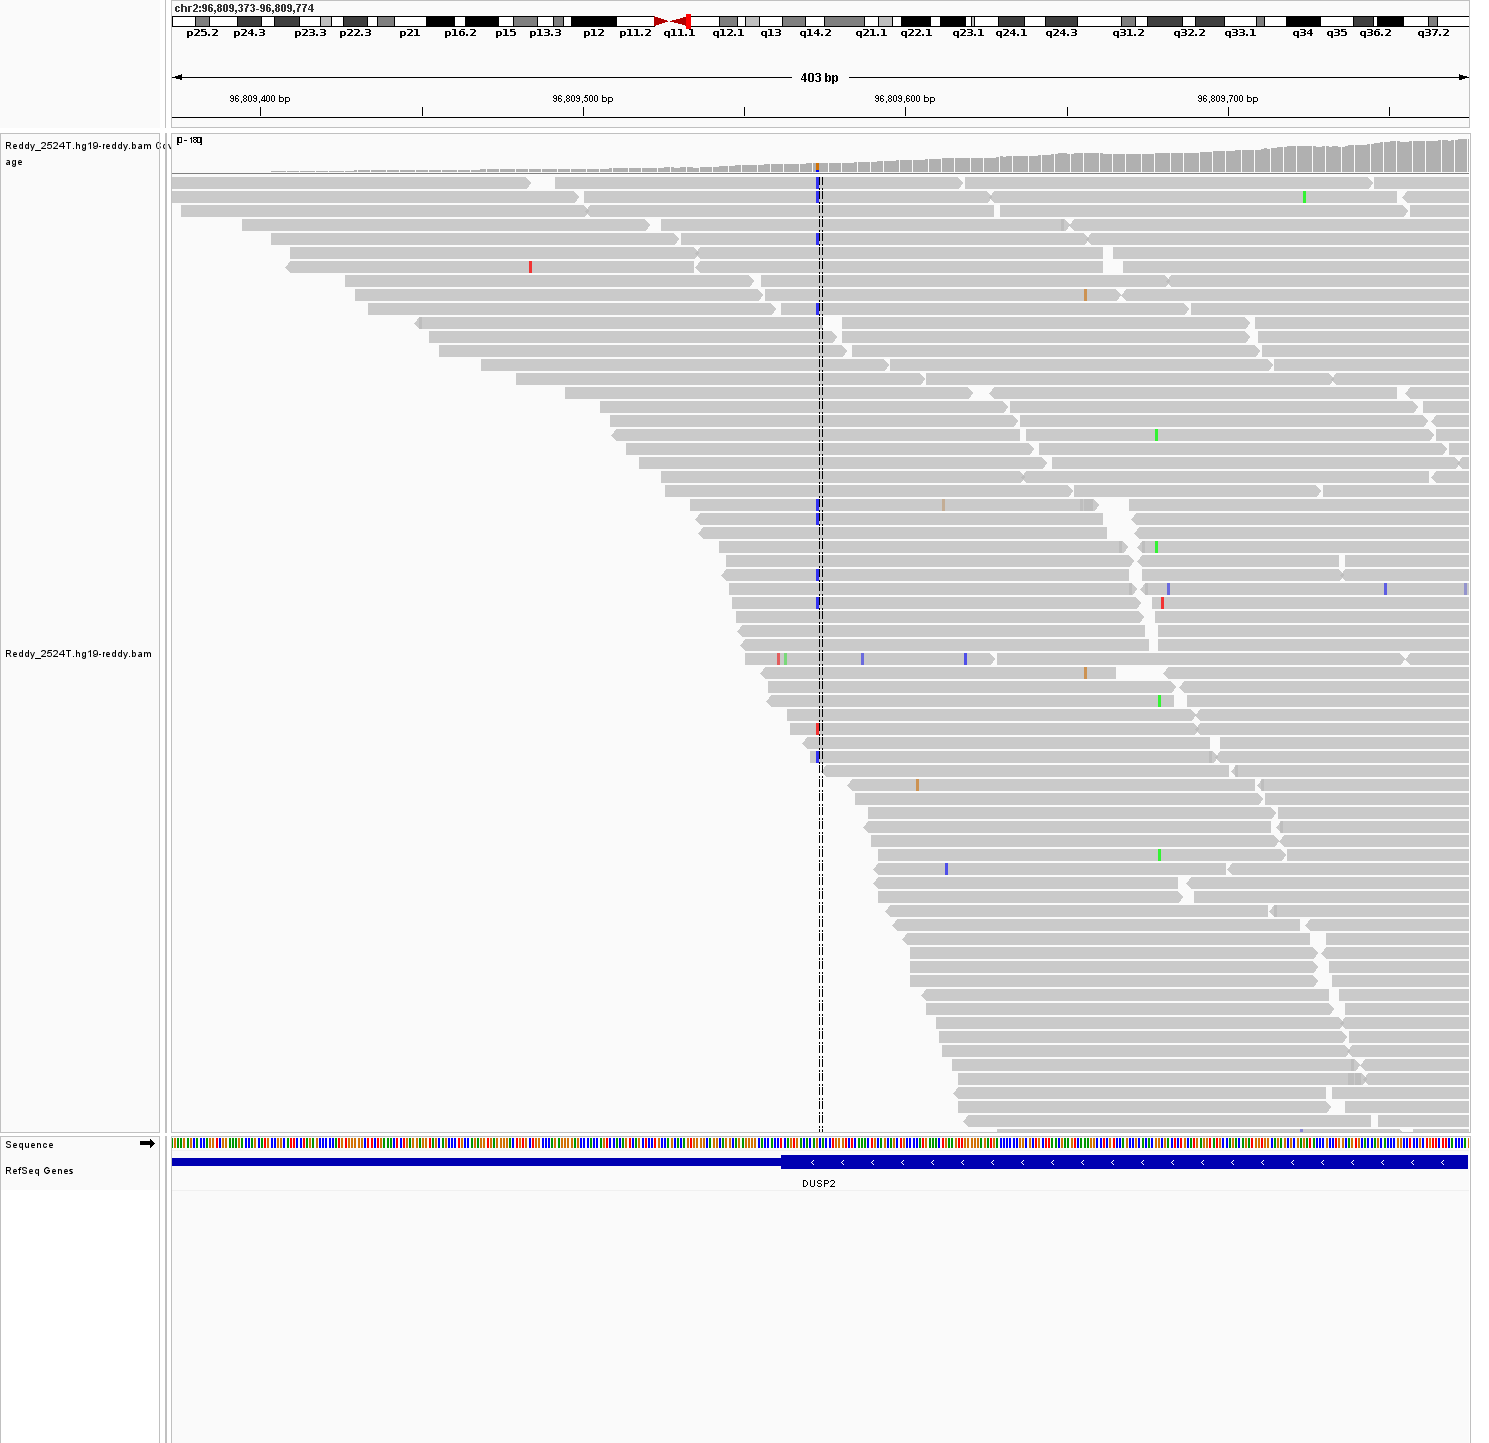 chr2:96,809,373-96,809,774
p25.2 p24.3 p23.3 p22.3 p21 p16.2 p15 p13.3 p12 p11.2 q11.1 q12.1 q13 q14.2 q21.1 q22.1 q23.1 q24.1 q24.3 q31.2 q32.2 q33.1 q34 q35 q36.2 q37.2
403 bp
96,809,400 bp 96,809,500 bp 96,809,600 bp 96,809,700 bp
[0 - 180]
Reddy_2524T.hg19-reddy.bam Cov
age
Reddy_2524T.hg19-reddy.bam
Sequence
RefSeq Genes
DUSP2